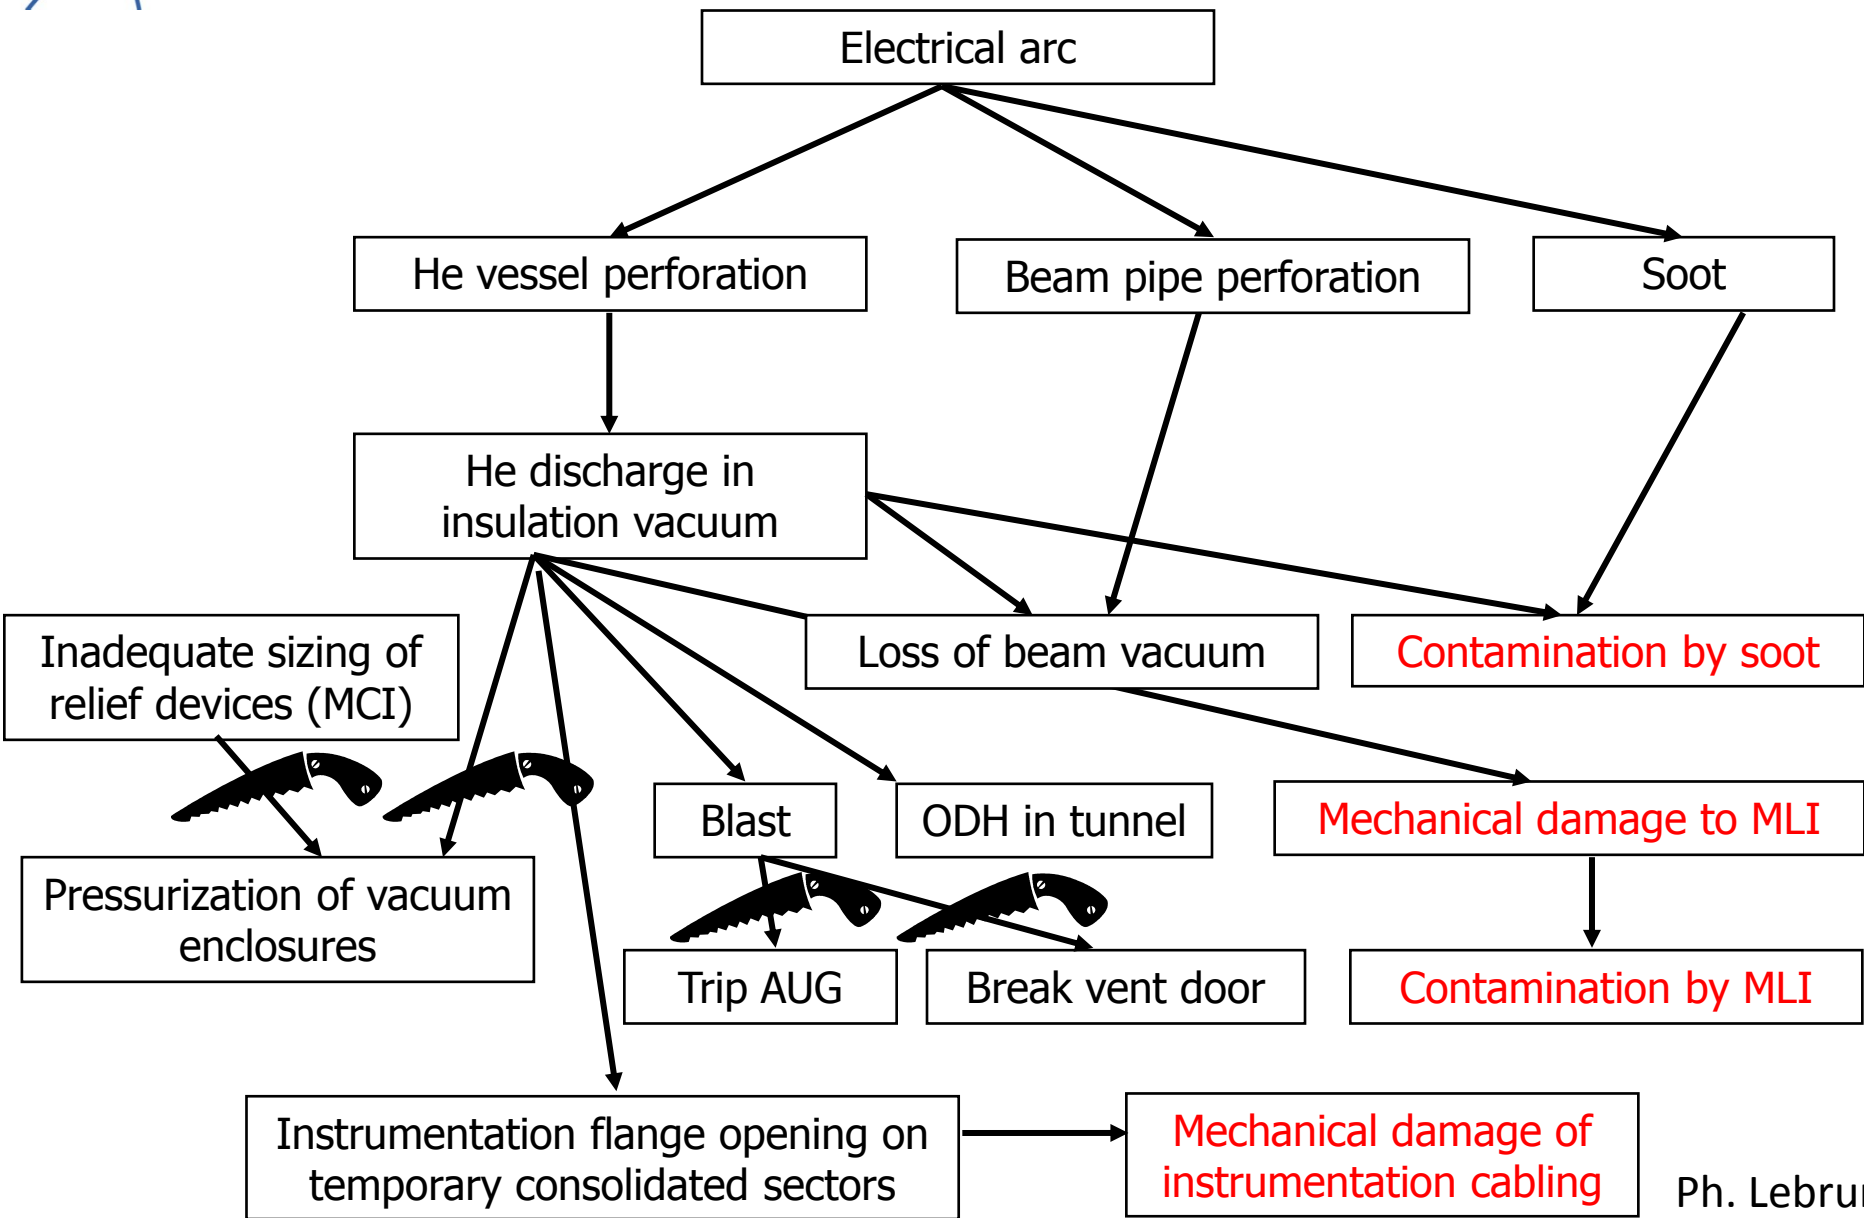 Electrical arc
He vessel perforation
Beam pipe perforation
Soot
He discharge in
insulation vacuum
Inadequate sizing of
relief devices (MCI)
Loss of beam vacuum
Contamination by soot
Blast
ODH in tunnel
Mechanical damage to MLI
Pressurization of vacuum
enclosures
Trip AUG
Break vent door
Contamination by MLI
Instrumentation flange opening on
temporary consolidated sectors
Mechanical damage of
instrumentation cabling
Ph. Lebrun